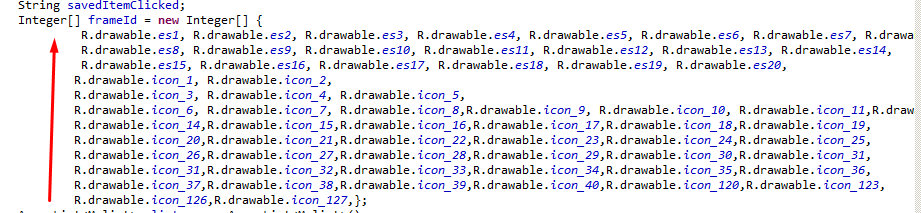 String savedItemClicked;
Integer[] frameId = new Integer[] {
R.drawable.es1, R.drawable.es2, R.drawable.es3, R.drawable.es4, R.drawable.es5, R.drawable.es6, R.drawable.es7, R.drawa
R.drawable.es8, R.drawable.es9, R.drawable.es10, R.drawable.es11, R.drawable.es12, R.drawable.es13, R.drawable.es14,
R.drawable.es15, R.drawable.es16, R.drawable.es17, R.drawable.es18, R.drawable.es19, R.drawable.es20,
R.drawable.icon_1, R.drawable.icon_2,
R.drawable.icon_3, R.drawable.icon_4, R.drawable.icon_5,
R.drawable.icon_6, R.drawable.icon_7, R.drawable.icon_8,R.drawable.icon_9, R.drawable.icon_10, R.drawable.icon_11,R.draw
R.drawable.icon_14,R.drawable.icon_15,R.drawable.icon_16,R.drawable.icon_17,R.drawable.icon_18,R.drawable.icon_19,
R.drawable.icon_20,R.drawable.icon_21,R.drawable.icon_22,R.drawable.icon_23,R.drawable.icon_24,R.drawable.icon_25,
R.drawable.icon_26,R.drawable.icon_27,R.drawable.icon_28,R.drawable.icon_29,R.drawable.icon_30,R.drawable.icon_31,
R.drawable.icon_31,R.drawable.icon_32,R.drawable.icon_33,R.drawable.icon_34,R.drawable.icon_35,R.drawable.icon_36,
R.drawable.icon_37,R.drawable.icon_38,R.drawable.icon_39,R.drawable.icon_40,R.drawable.icon_120,R.drawable.icon_123,
R.drawable.icon_126,R.drawable.icon_127,};